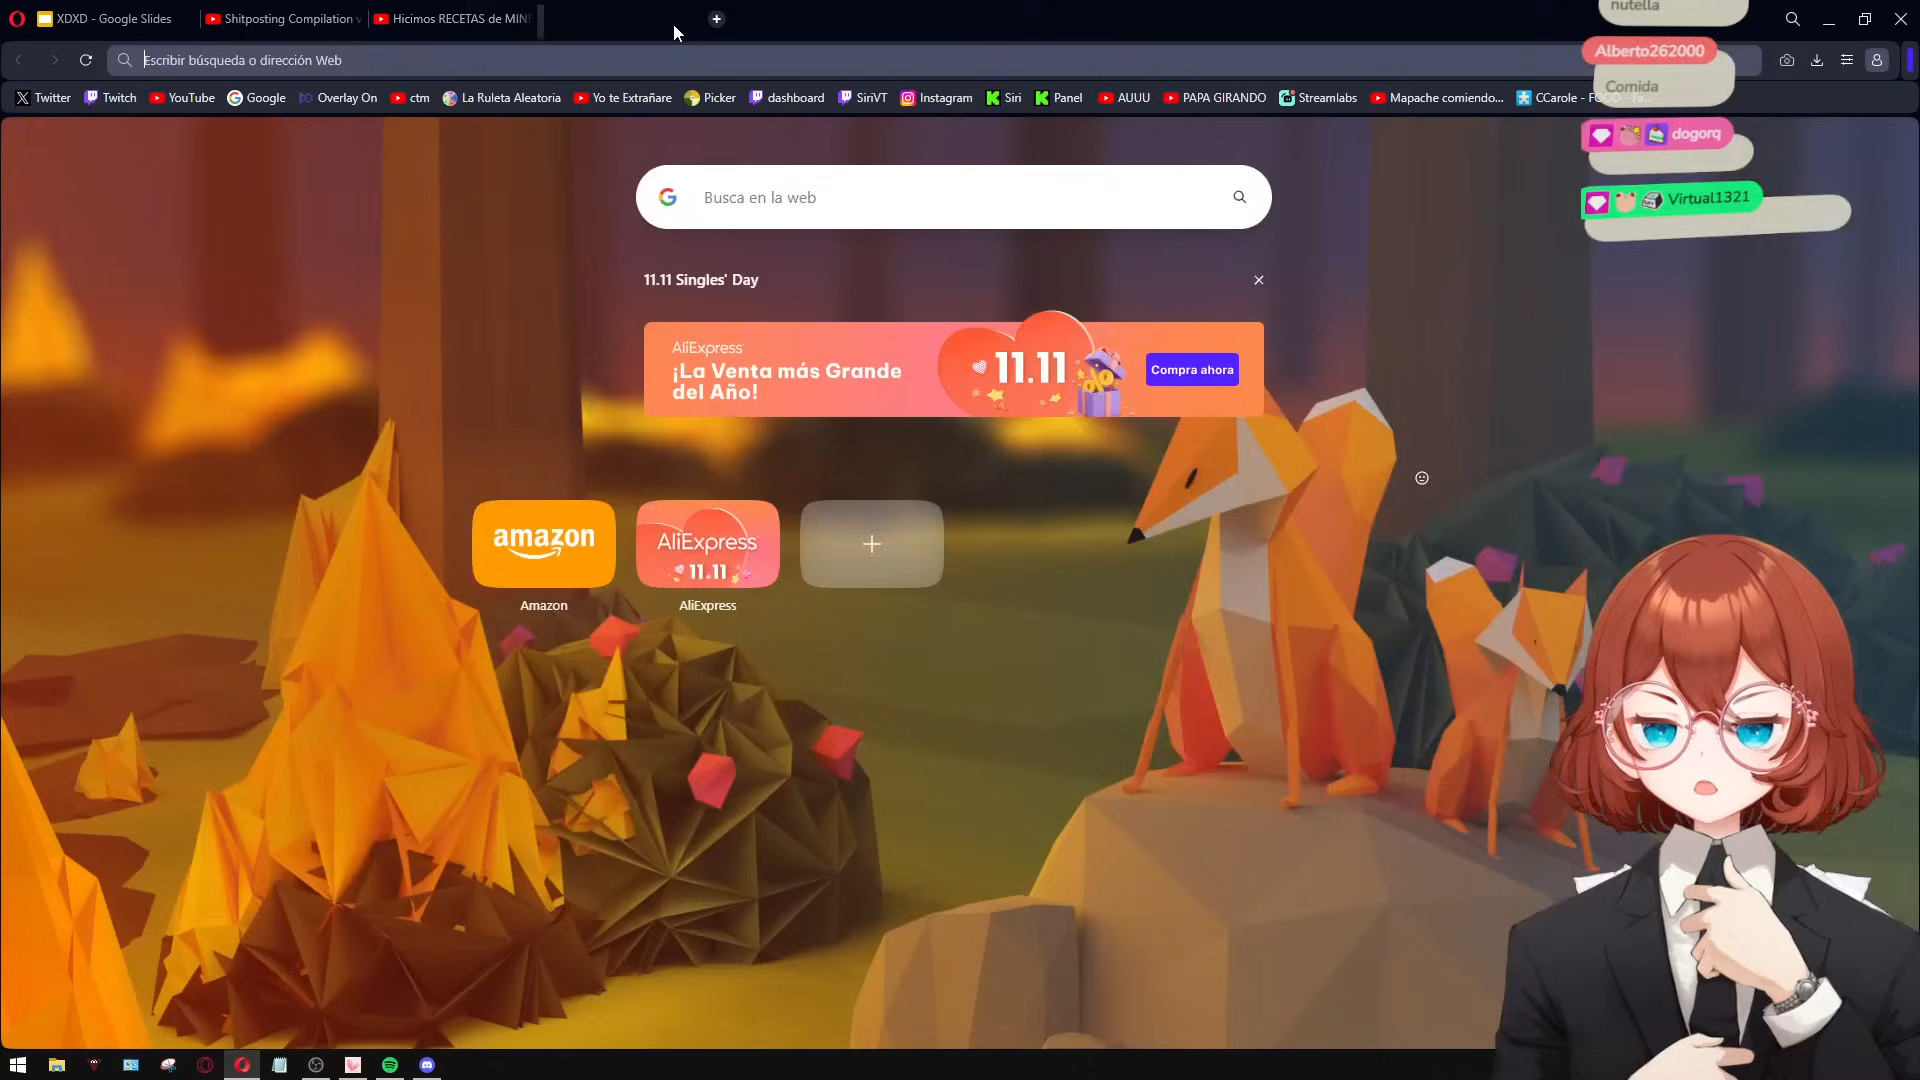 XDXD - Google Slides
Shitposting Compilation v
Hicimos RECETAS de MIN
nutella
Alberto262000
Comida
Escribir búsqueda o dirección Web
Twitter
Twitch
YouTube
Google
Overlay On
ctm
La Ruleta Aleatoria
Yo te Extrañare
Picker
dashboard
SiriVT
Instagram
Siri
Panel
AUUU
PAPA GIRANDO
Streamlabs
Mapache comiendo...
CCarole - FOOD - Fa...
dogorq
Virtual1321
Busca en la web
11.11 Singles' Day
AliExpress
¡La Venta más Grande
del Año!
11.11
%
Compra ahora
amazon
AliExpress
11.11
Amazon
AliExpress